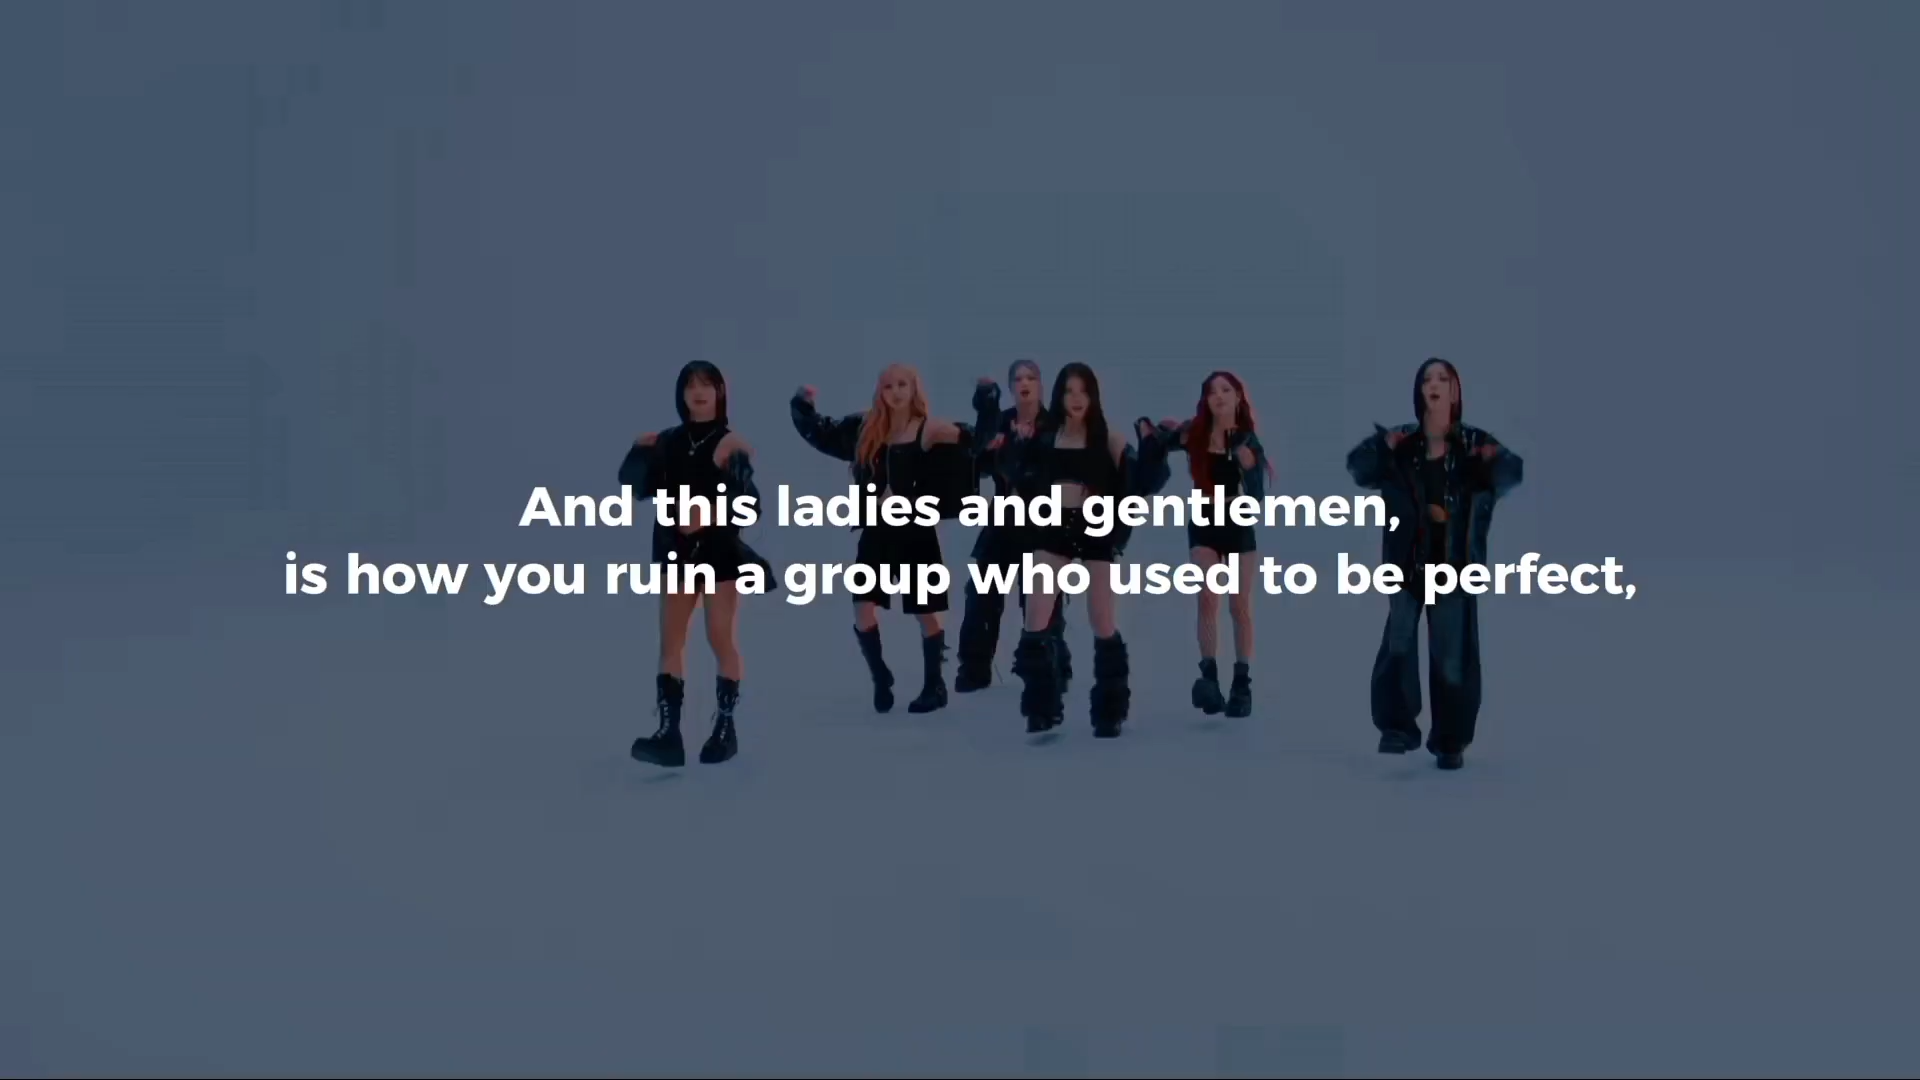 And this ladies and gentlemen,
is how you ruin a group who used to be perfect,